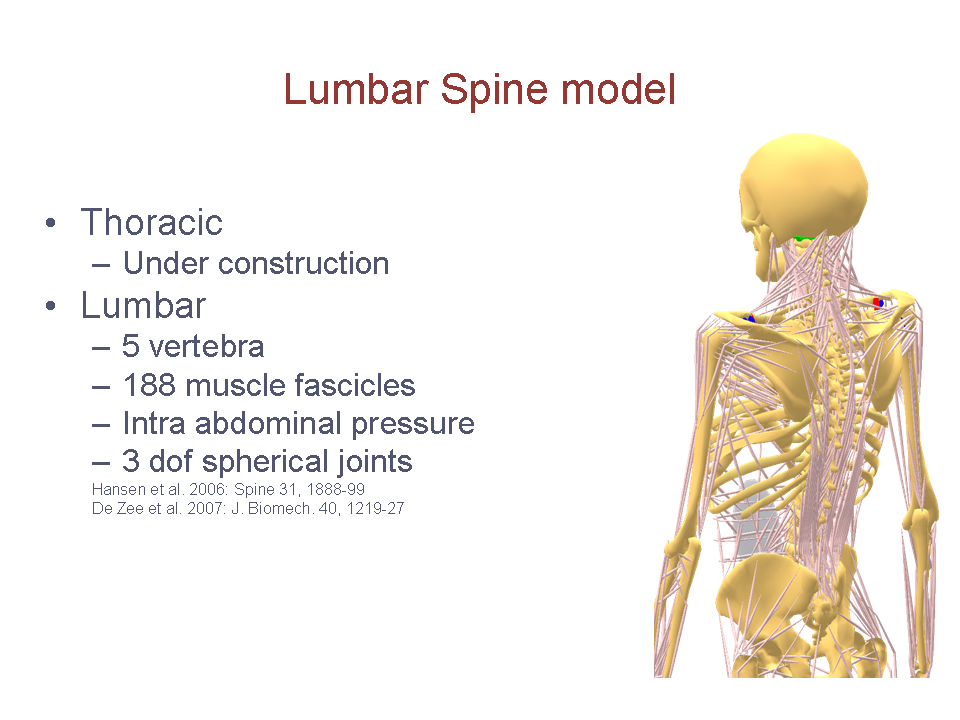 Lumbar Spine model
• Thoracic
– Under construction
• Lumbar
– 5 vertebra
– 188 muscle fascicles
– Intra abdominal pressure
– 3 dof spherical joints
Hansen et al. 2006: Spine 31, 1888-99
De Zee et al. 2007: J. Biomech. 40, 1219-27